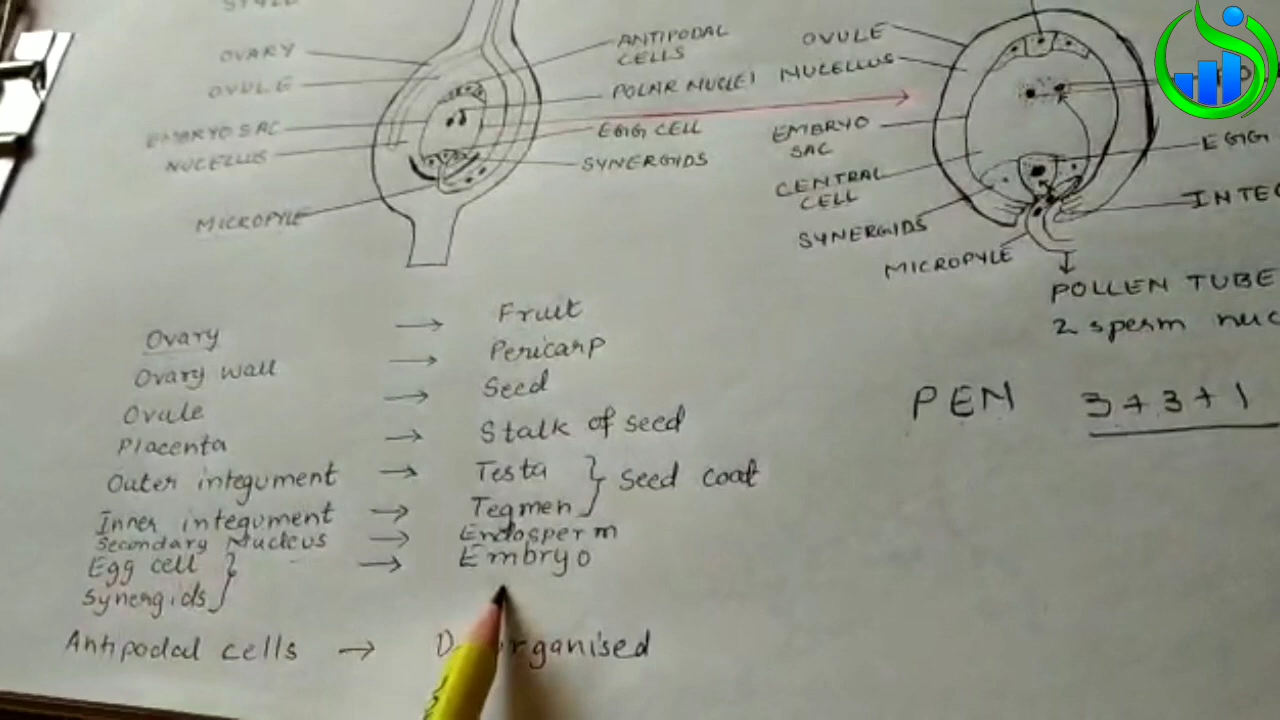 STYLE
OVARY
OVULE
EMBRYO SAC
NUCELLUS
MICROPYLE
ANTIPODAL
CELLS
POLAR NUCLEI
EGG CELL
SYNERGIDS
OVULE
NUCELLUS
EMBRYO
SAC
CENTRAL
CELL
SYNERGIDS
MICROPYLE
EGG
INTEG
POLLEN TUBE
2 sperm nuc
Ovary → Fruit
Ovary wall → Pericarp
Ovule → Seed
Placenta → Stalk of seed
Outer integument → Testa } Seed coat
Inner integument → Tegmen
Secondary Nucleus → Endosperm
Egg cell } → Embryo
Synergids
Antipodal cells → D organised
PEN 3+3+1